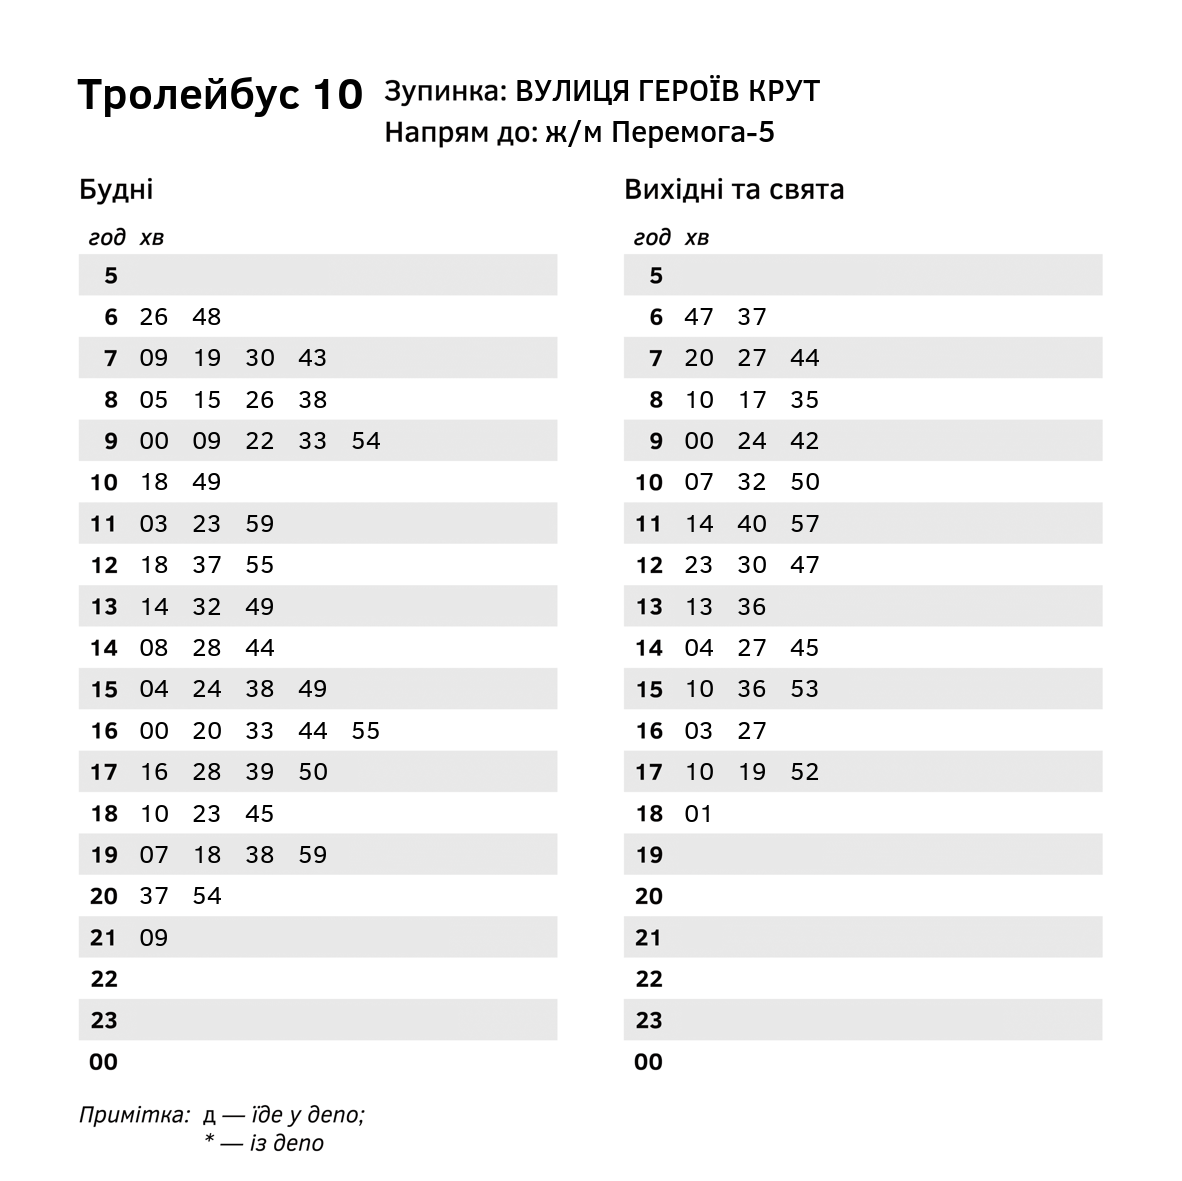 Тролейбус 10
Зупинка: ВУЛИЦЯ ГЕРОЇВ КРУТ
Напрям до: ж/м Перемога-5
Будні
год хв
5
6 26 48
7 09 19 30 43
8 05 15 26 38
9 00 09 22 33 54
10 18 49
11 03 23 59
12 18 37 55
13 14 32 49
14 08 28 44
15 04 24 38 49
16 00 20 33 44 55
17 16 28 39 50
18 10 23 45
19 07 18 38 59
20 37 54
21 09
22
23
00
Вихідні та свята
год хв
5
6 47 37
7 20 27 44
8 10 17 35
9 00 24 42
10 07 32 50
11 14 40 57
12 23 30 47
13 13 36
14 04 27 45
15 10 36 53
16 03 27
17 10 19 52
18 01
19
20
21
22
23
00
Примітка: д — їде у депо;
* — із депо